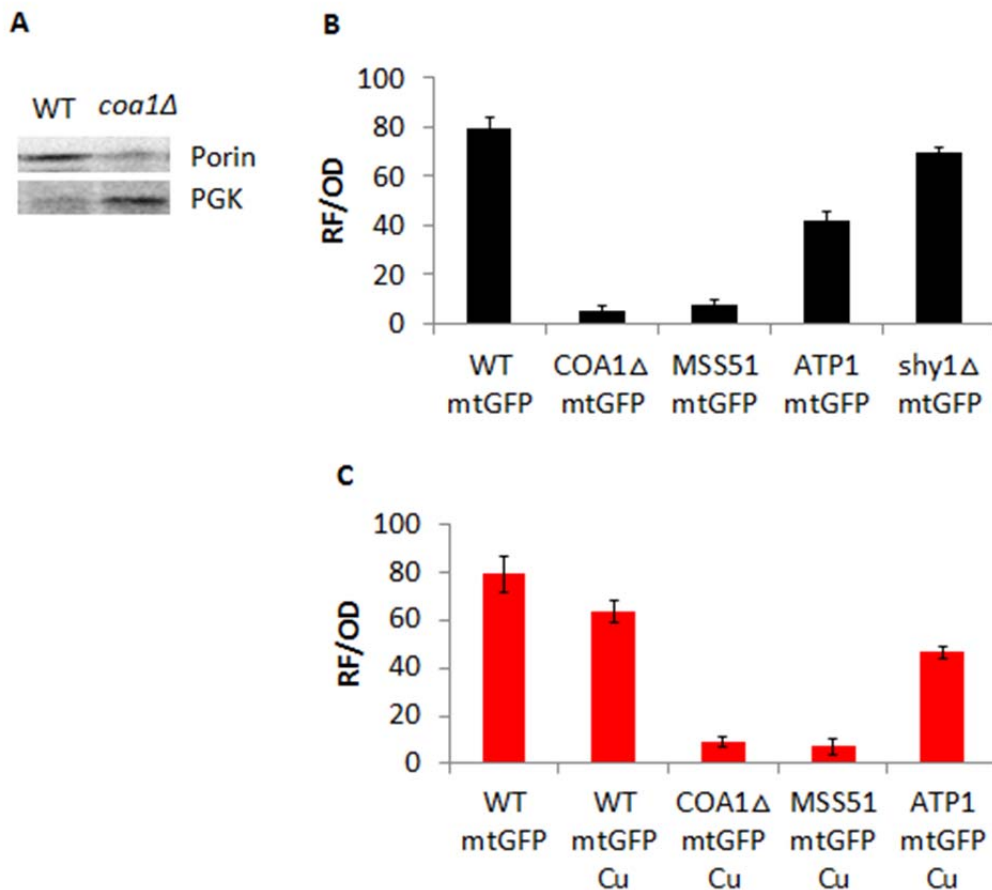 A
WT coa1Δ
Porin
PGK
B
RF/OD
100
80
60
40
20
0
WT mtGFP
COA1Δ mtGFP
MSS51 mtGFP
ATP1 mtGFP
shy1Δ mtGFP
C
RF/OD
100
80
60
40
20
0
WT mtGFP
WT mtGFP Cu
COA1Δ mtGFP Cu
MSS51 mtGFP Cu
ATP1 mtGFP Cu